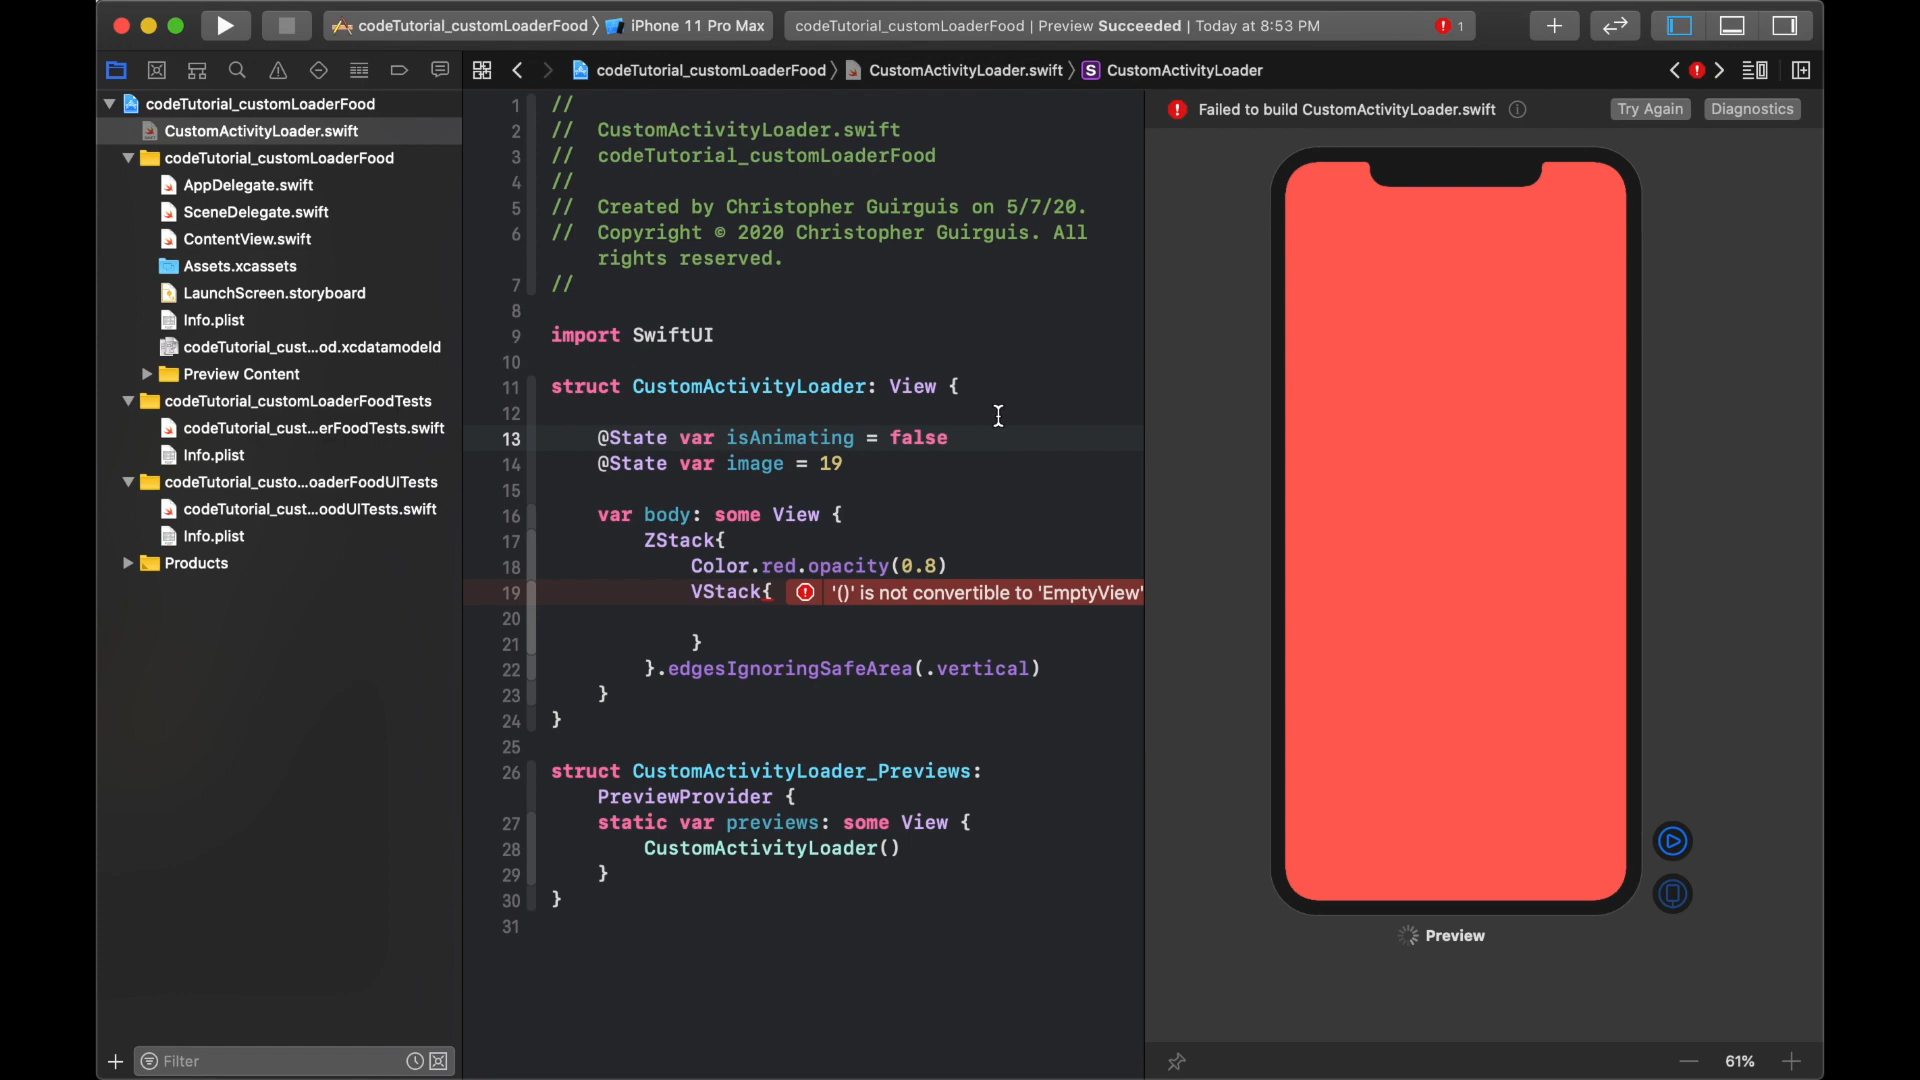 codeTutorial_customLoaderFood 〉 iPhone 11 Pro Max
codeTutorial_customLoaderFood | Preview Succeeded | Today at 8:53 PM
1
codeTutorial_customLoaderFood 〉 CustomActivityLoader.swift 〉 S CustomActivityLoader
codeTutorial_customLoaderFood
CustomActivityLoader.swift
codeTutorial_customLoaderFood
AppDelegate.swift
SceneDelegate.swift
ContentView.swift
Assets.xcassets
LaunchScreen.storyboard
Info.plist
codeTutorial_cust...od.xcdatamodeld
Preview Content
codeTutorial_customLoaderFoodTests
codeTutorial_cust...erFoodTests.swift
Info.plist
codeTutorial_custo...oaderFoodUITests
codeTutorial_cust...oodUITests.swift
Info.plist
Products
Filter
1 //
2 // CustomActivityLoader.swift
3 // codeTutorial_customLoaderFood
4 //
5 // Created by Christopher Guirguis on 5/7/20.
6 // Copyright © 2020 Christopher Guirguis. All
rights reserved.
7 //
8
9 import SwiftUI
10
11 struct CustomActivityLoader: View {
12
13 @State var isAnimating = false
14 @State var image = 19
15
16 var body: some View {
17 ZStack{
18 Color.red.opacity(0.8)
19 VStack{ '()' is not convertible to 'EmptyView'
20
21 }
22 }.edgesIgnoringSafeArea(.vertical)
23 }
24 }
25
26 struct CustomActivityLoader_Previews:
PreviewProvider {
27 static var previews: some View {
28 CustomActivityLoader()
29 }
30 }
31
Failed to build CustomActivityLoader.swift
Try Again
Diagnostics
Preview
61%